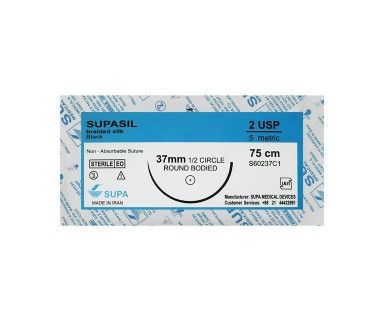 SUPASIL
braided silk
Black
2 USP
5 metric
Non - Absorbable Suture
STERILE EO
37mm 1/2 CIRCLE
ROUND BODIED
75 cm
S60237C1
SUPA
MADE IN IRAN
Manufacturer: SUPA MEDICAL DEVICES
Customer Services: +98 21 44422991